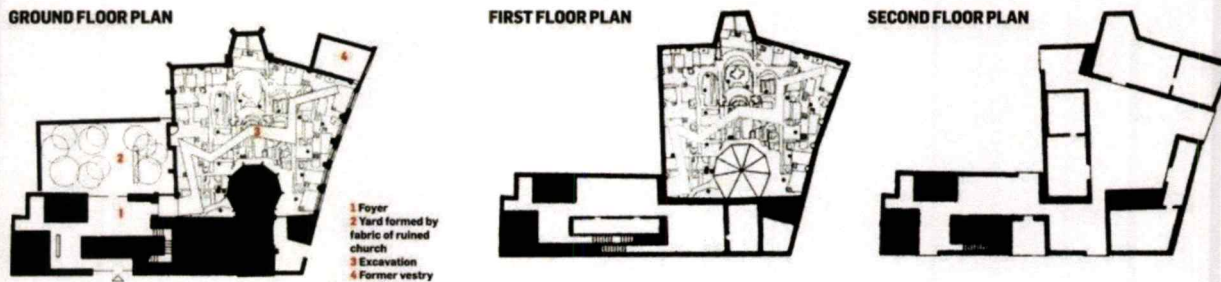 GROUND FLOOR PLAN
4
3
2
1
1 Foyer
2 Yard formed by
fabric of ruined
church
3 Excavation
4 Former vestry
FIRST FLOOR PLAN
SECOND FLOOR PLAN